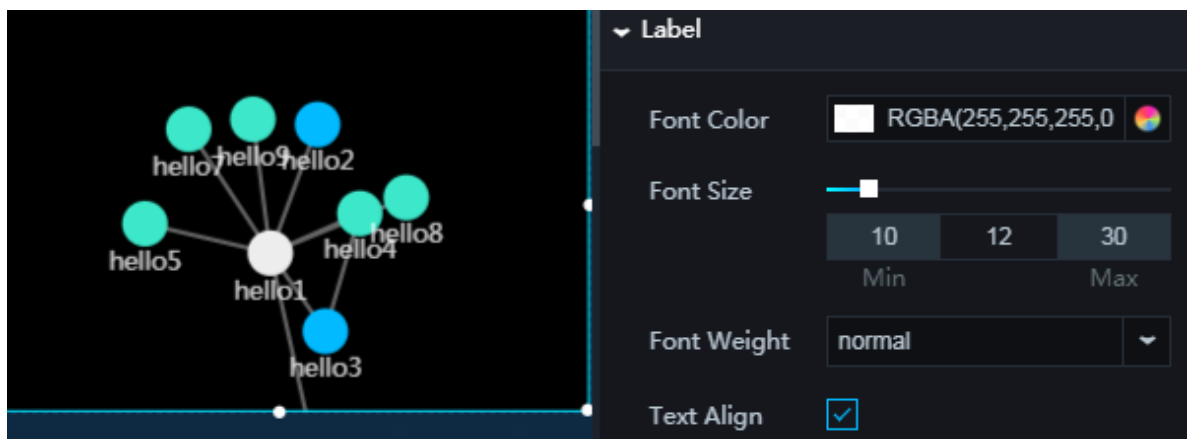 hello7
hello9
hello2
hello5
hello4
hello8
hello1
hello3
Label
Font Color
RGBA(255,255,255,0
Font Size
10
12
30
Min
Max
Font Weight
normal
Text Align